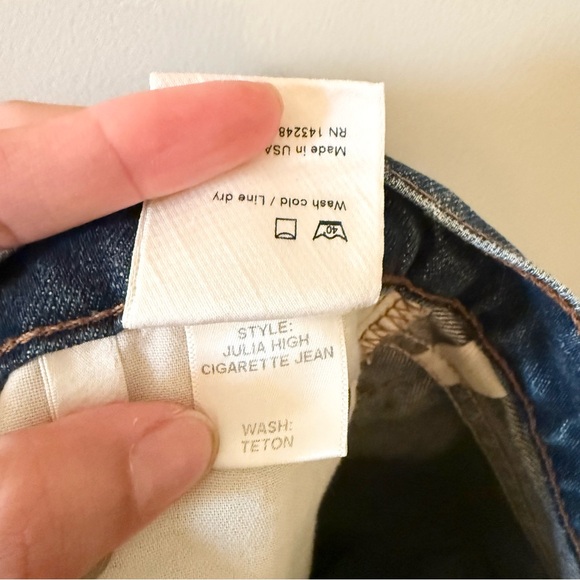 Wash cold / Line dry
40°
Made in USA
RN 143248
STYLE:
JULIA HIGH
CIGARETTE JEAN
WASH:
TETON